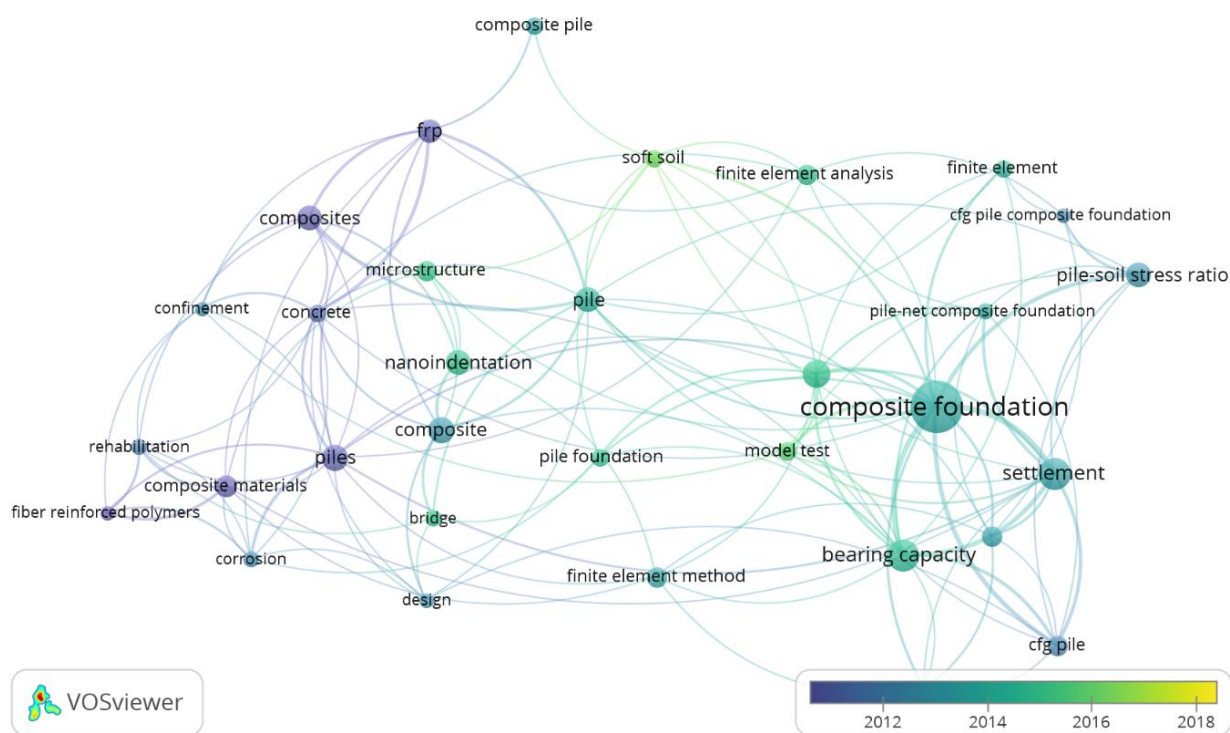 composite pile
frp
soft soil
finite element analysis
finite element
composites
cfg pile composite foundation
microstructure
pile-soil stress ratio
pile
confinement
concrete
pile-net composite foundation
nanoindentation
composite foundation
composite
rehabilitation
piles
pile foundation
model test
settlement
composite materials
fiber reinforced polymers
bridge
corrosion
bearing capacity
finite element method
design
cfg pile
VOSviewer
2012 2014 2016 2018